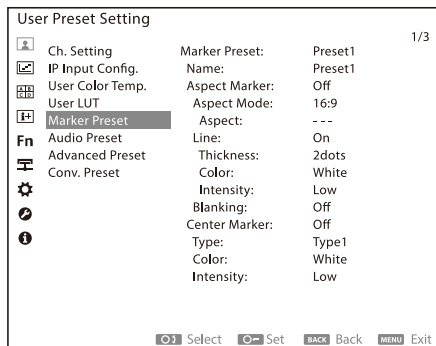 User Preset Setting
1/3
Ch. Setting
IP Input Config.
User Color Temp.
User LUT
Marker Preset
Audio Preset
Advanced Preset
Conv. Preset
A B
C D
Fn
Marker Preset: Preset1
Name: Preset1
Aspect Marker: Off
Aspect Mode: 16:9
Aspect: - - -
Line: On
Thickness: 2dots
Color: White
Intensity: Low
Blanking: Off
Center Marker: Off
Type: Type1
Color: White
Intensity: Low
Select Set BACK Back MENU Exit